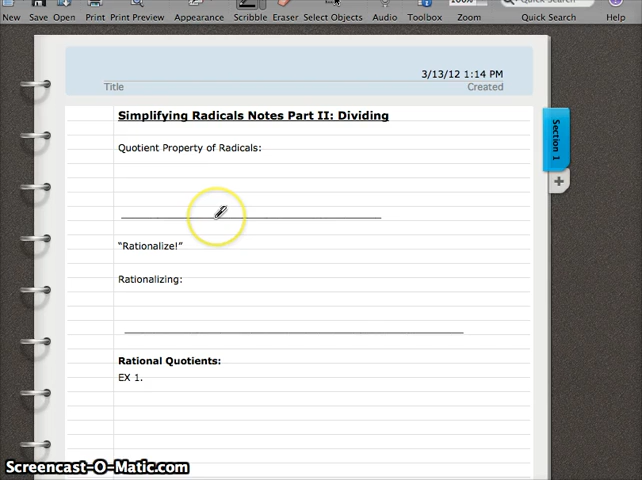 New Save Open Print Print Preview Appearance Scribble Eraser Select Objects Audio Toolbox Zoom Quick Search Help
3/13/12 1:14 PM
Title Created
Simplifying Radicals Notes Part II: Dividing
Quotient Property of Radicals:
Section 1
“Rationalize!”
Rationalizing:
Rational Quotients:
EX 1.
Screencast-O-Matic.com